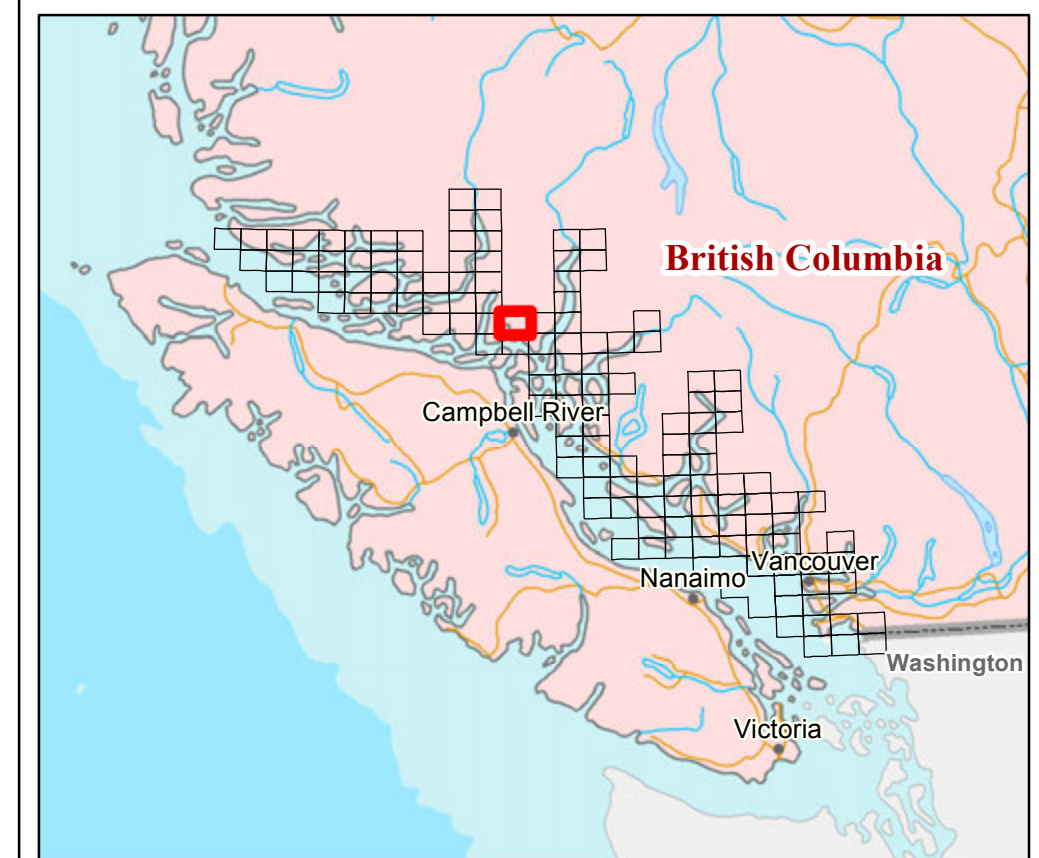 British Columbia
Campbell River
Vancouver
Nanaimo
Washington
Victoria